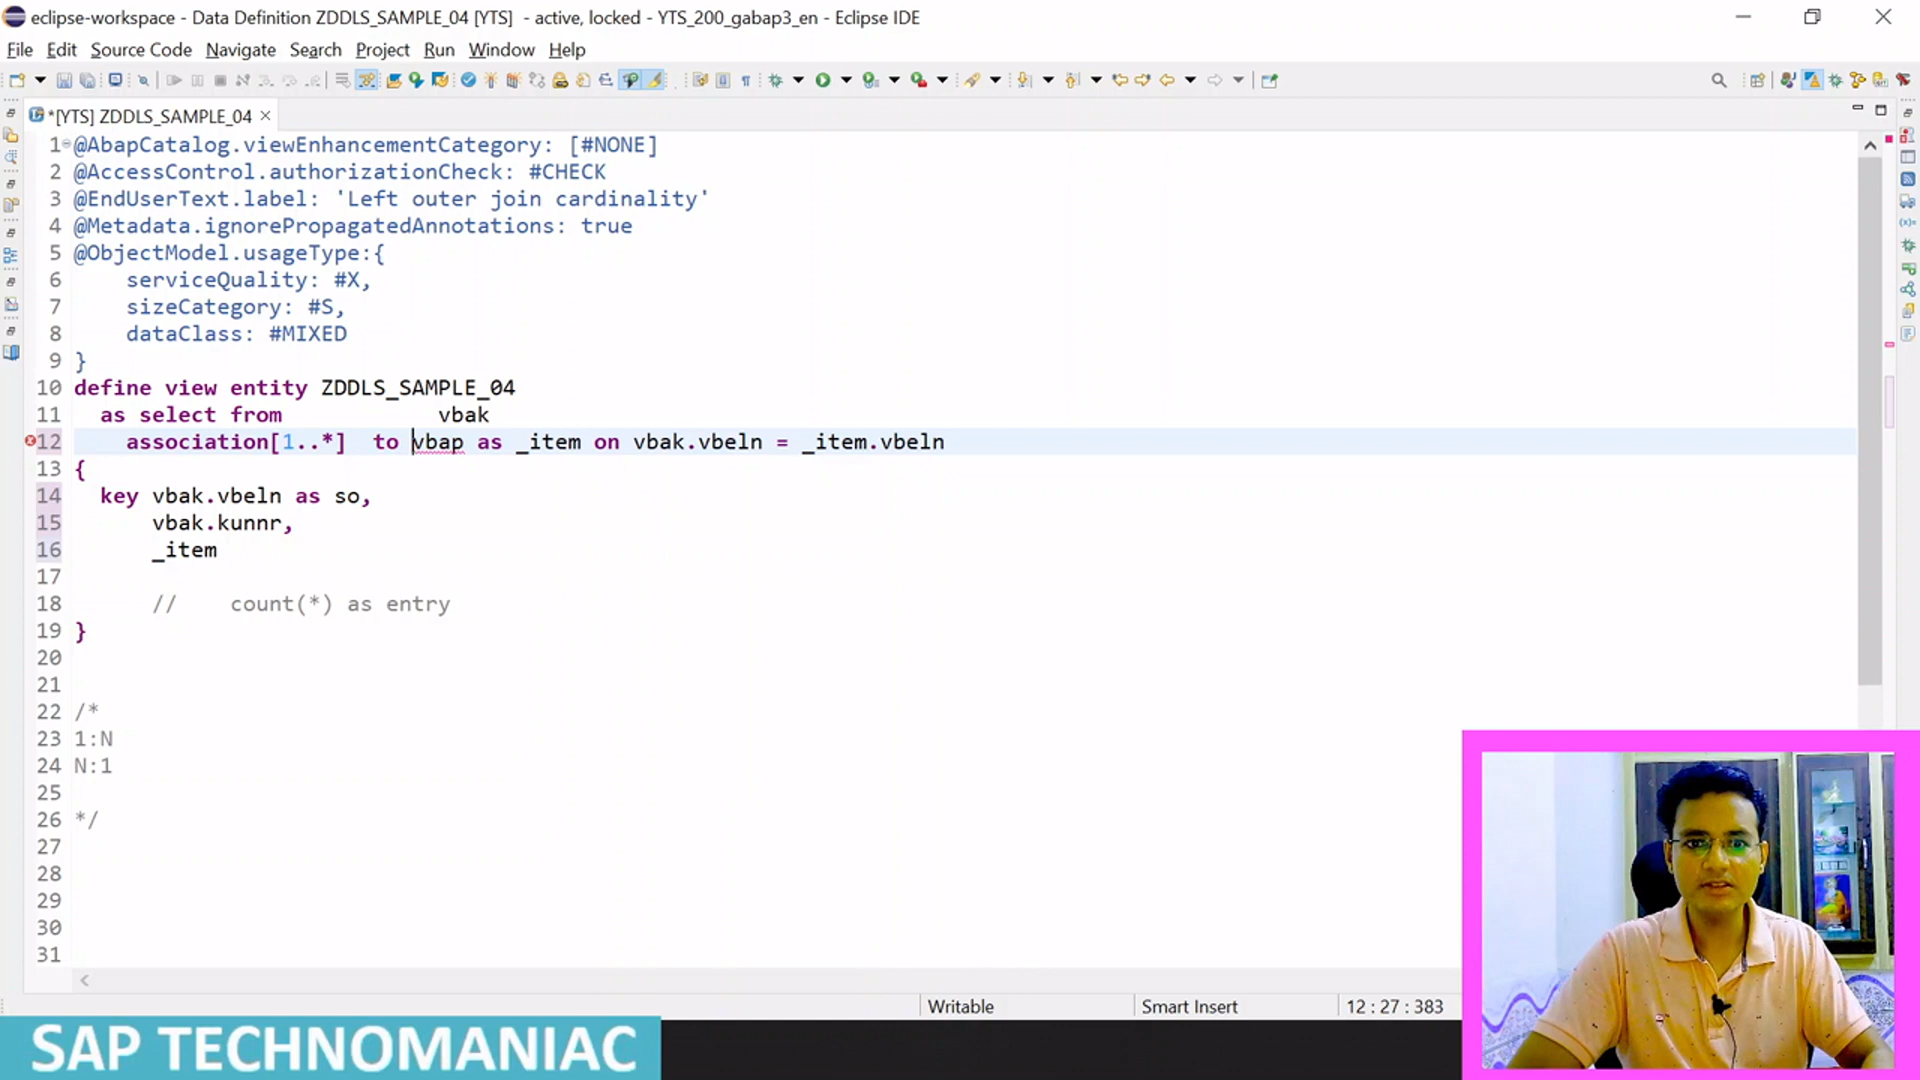 eclipse-workspace - Data Definition ZDDLS_SAMPLE_04 [YTS]  - active, locked - YTS_200_gabap3_en - Eclipse IDE
File Edit Source Code Navigate Search Project Run Window Help
*[YTS] ZDDLS_SAMPLE_04
1 @AbapCatalog.viewEnhancementCategory: [#NONE]
2 @AccessControl.authorizationCheck: #CHECK
3 @EndUserText.label: 'Left outer join cardinality'
4 @Metadata.ignorePropagatedAnnotations: true
5 @ObjectModel.usageType:{
6     serviceQuality: #X,
7     sizeCategory: #S,
8     dataClass: #MIXED
9 }
10 define view entity ZDDLS_SAMPLE_04
11   as select from            vbak
12     association[1..*]  to vbap as _item on vbak.vbeln = _item.vbeln
13 {
14   key vbak.vbeln as so,
15       vbak.kunnr,
16       _item
17
18       //    count(*) as entry
19 }
20
21
22 /*
23 1:N
24 N:1
25
26 */
27
28
29
30
31
Writable Smart Insert 12 : 27 : 383
SAP TECHNOMANIAC